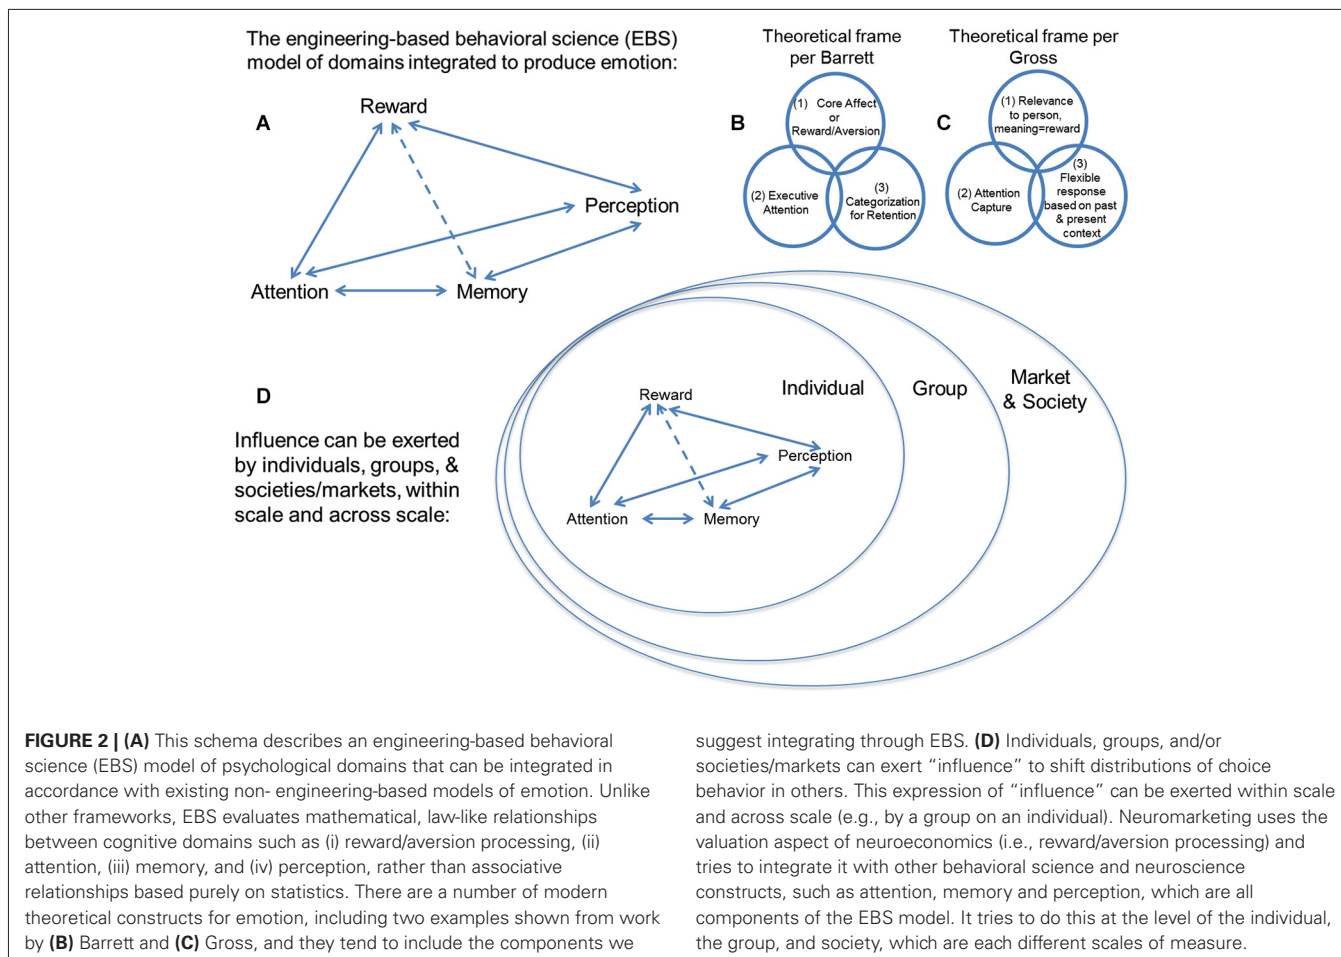 The engineering-based behavioral science (EBS)
model of domains integrated to produce emotion:
A
Reward
Perception
Attention
Memory
Theoretical frame
per Barrett
B
(1) Core Affect
or
Reward/Aversion
(2) Executive
Attention
(3)
Categorization
for Retention
Theoretical frame per
Gross
C
(1) Relevance
to person,
meaning=reward
(2) Attention
Capture
(3)
Flexible
response
based on past
& present
context
D
Influence can be exerted
by individuals, groups, &
societies/markets, within
scale and across scale:
Reward
Perception
Attention
Memory
Individual
Group
Market
& Society
FIGURE 2 | (A) This schema describes an engineering-based behavioral
science (EBS) model of psychological domains that can be integrated in
accordance with existing non- engineering-based models of emotion. Unlike
other frameworks, EBS evaluates mathematical, law-like relationships
between cognitive domains such as (i) reward/aversion processing, (ii)
attention, (iii) memory, and (iv) perception, rather than associative
relationships based purely on statistics. There are a number of modern
theoretical constructs for emotion, including two examples shown from work
by (B) Barrett and (C) Gross, and they tend to include the components we
suggest integrating through EBS. (D) Individuals, groups, and/or
societies/markets can exert “influence” to shift distributions of choice
behavior in others. This expression of “influence” can be exerted within scale
and across scale (e.g., by a group on an individual). Neuromarketing uses the
valuation aspect of neuroeconomics (i.e., reward/aversion processing) and
tries to integrate it with other behavioral science and neuroscience
constructs, such as attention, memory and perception, which are all
components of the EBS model. It tries to do this at the level of the individual,
the group, and society, which are each different scales of measure.